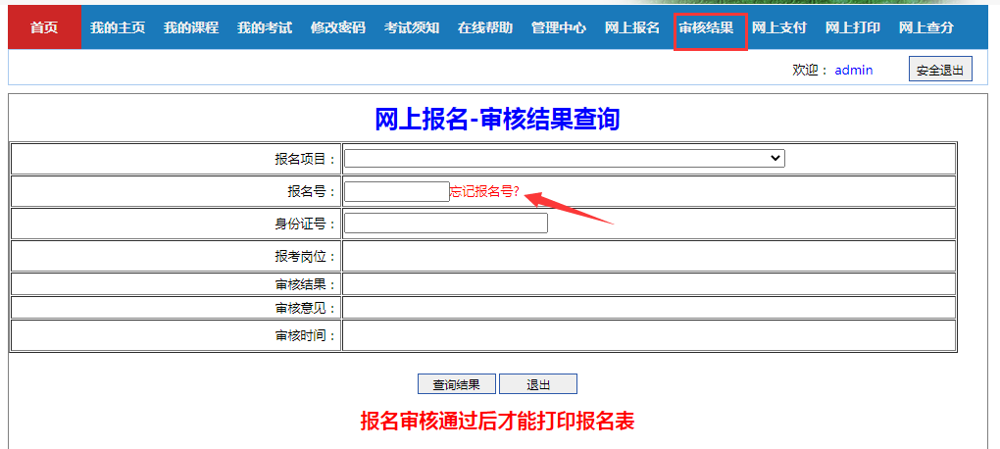 首页 我的主页 我的课程 我的考试 修改密码 考试须知 在线帮助 管理中心 网上报名 审核结果 网上支付 网上打印 网上查分
欢迎： admin 安全退出
网上报名-审核结果查询
报名项目：
报名号： 忘记报名号?
身份证号：
报考岗位：
审核结果：
审核意见：
审核时间：
查询结果 退出
报名审核通过后才能打印报名表